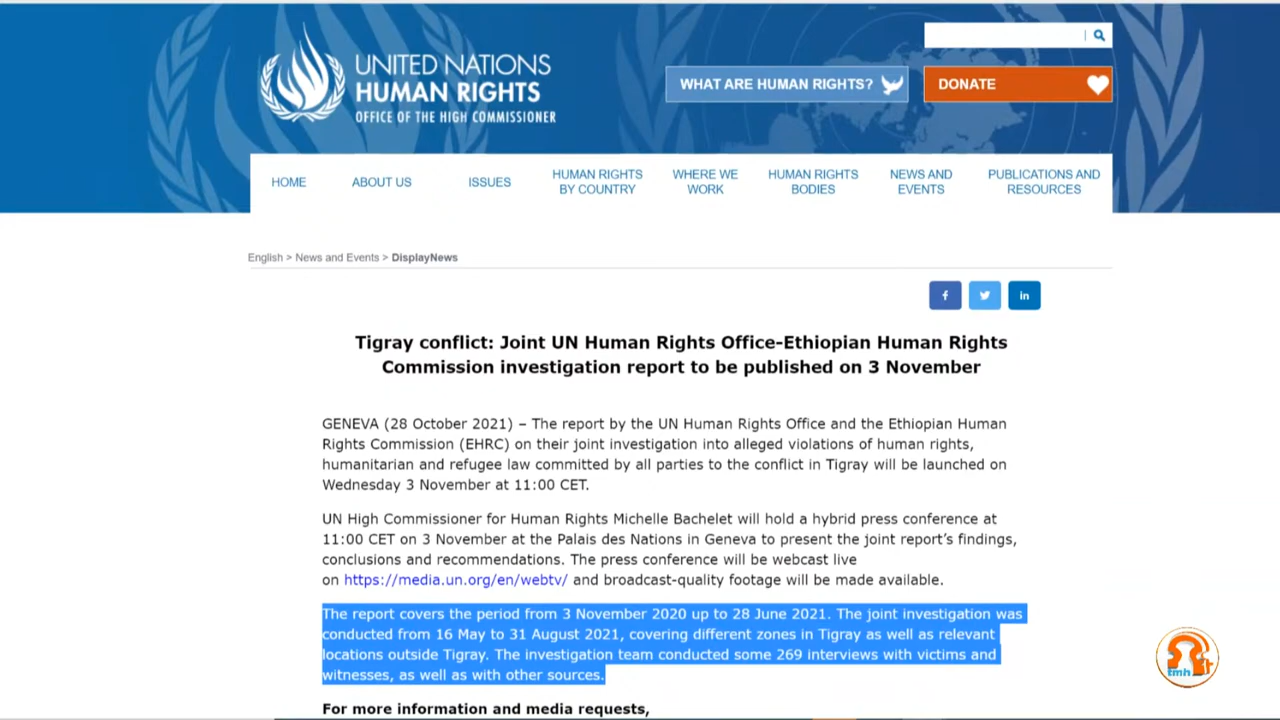 UNITED NATIONS
HUMAN RIGHTS
OFFICE OF THE HIGH COMMISSIONER
WHAT ARE HUMAN RIGHTS?
DONATE
HOME
ABOUT US
ISSUES
HUMAN RIGHTS
BY COUNTRY
WHERE WE
WORK
HUMAN RIGHTS
BODIES
NEWS AND
EVENTS
PUBLICATIONS AND
RESOURCES
English > News and Events > DisplayNews
f
in
Tigray conflict: Joint UN Human Rights Office-Ethiopian Human Rights
Commission investigation report to be published on 3 November
GENEVA (28 October 2021) – The report by the UN Human Rights Office and the Ethiopian Human
Rights Commission (EHRC) on their joint investigation into alleged violations of human rights,
humanitarian and refugee law committed by all parties to the conflict in Tigray will be launched on
Wednesday 3 November at 11:00 CET.
UN High Commissioner for Human Rights Michelle Bachelet will hold a hybrid press conference at
11:00 CET on 3 November at the Palais des Nations in Geneva to present the joint report’s findings,
conclusions and recommendations. The press conference will be webcast live
on https://media.un.org/en/webtv/ and broadcast-quality footage will be made available.
The report covers the period from 3 November 2020 up to 28 June 2021. The joint investigation was
conducted from 16 May to 31 August 2021, covering different zones in Tigray as well as relevant
locations outside Tigray. The investigation team conducted some 269 interviews with victims and
witnesses, as well as with other sources.
tmh
For more information and media requests,